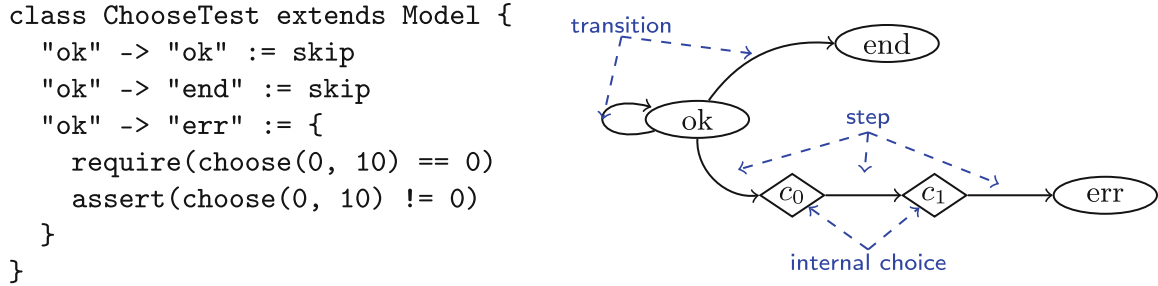 class ChooseTest extends Model {
"ok" -> "ok" := skip
"ok" -> "end" := skip
"ok" -> "err" := {
require(choose(0, 10) == 0)
assert(choose(0, 10) != 0)
}
}
transition
end
ok
step
c0
c1
err
internal choice